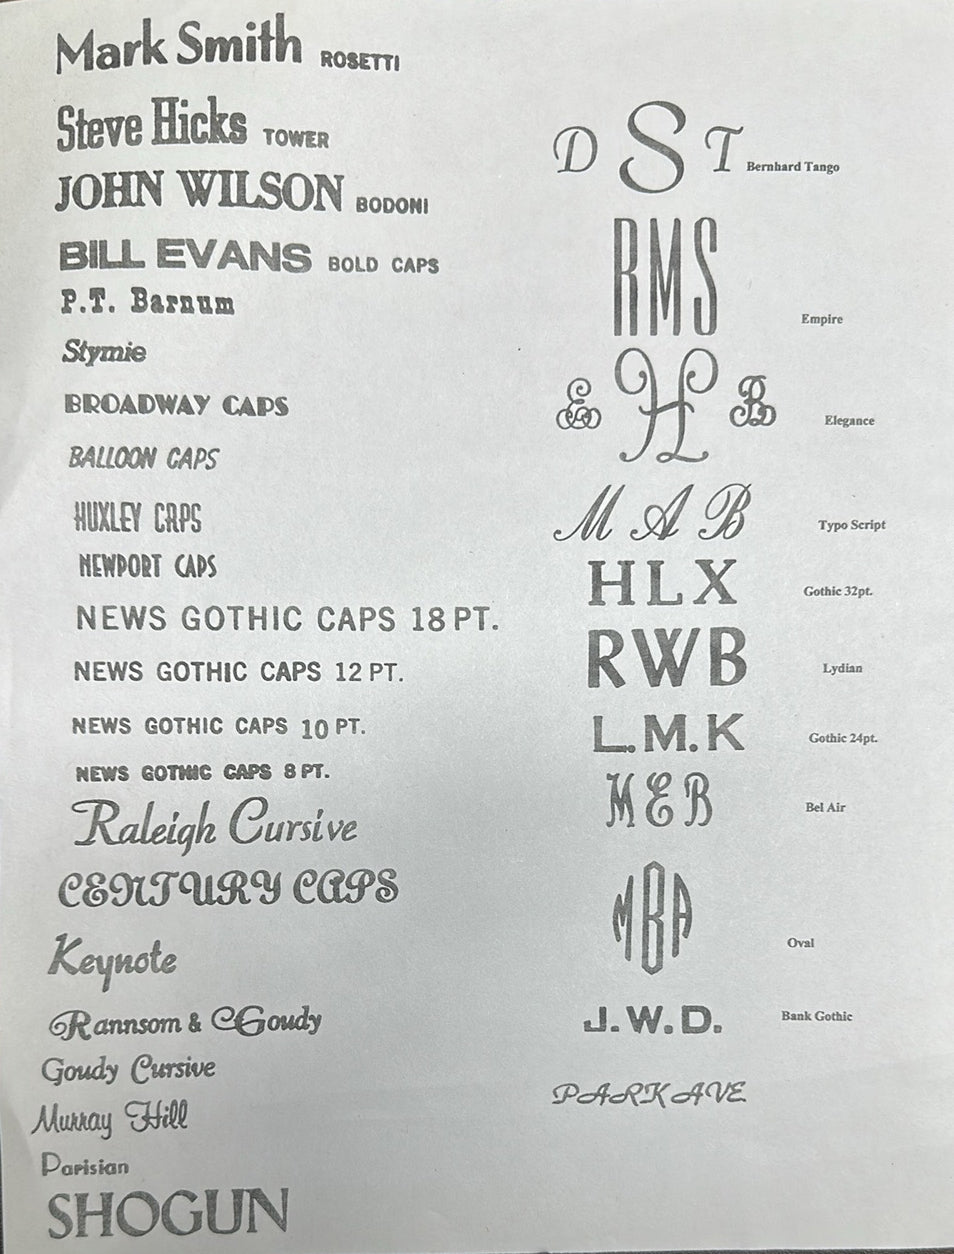 Mark Smith ROSETTI
Steve Hicks TOWER
JOHN WILSON BODONI
BILL EVANS BOLD CAPS
P.T. Barnum
Stymie
BROADWAY CAPS
BALLOON CAPS
HUXLEY CAPS
NEWPORT CAPS
NEWS GOTHIC CAPS 18 PT.
NEWS GOTHIC CAPS 12 PT.
NEWS GOTHIC CAPS 10 PT.
NEWS GOTHIC CAPS 8 PT.
Raleigh Cursive
CENTURY CAPS
Keynote
Rannsom & Goudy
Goudy Cursive
Murray Hill
Parisian
SHOGUN
D S T Bernhard Tango
RMS Empire
E H B Elegance
M A B Typo Script
HLX Gothic 32pt.
RWB Lydian
L.M.K Gothic 24pt.
MEB Bel Air
MBA Oval
J.W.D. Bank Gothic
PARK AVE